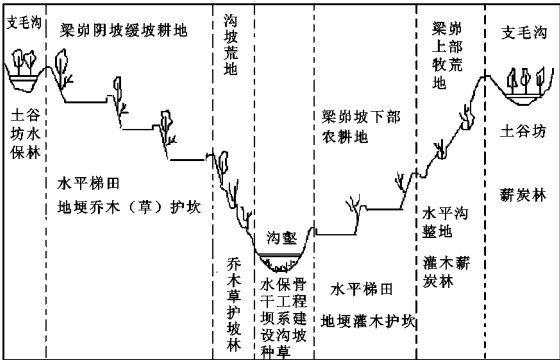 支毛沟
土谷
坊水
保林
梁峁阴坡缓坡耕地
水平梯田
地埂乔木（草）护坎
沟
坡
荒
地
乔
木
草
护
坡
林
沟壑
水保骨
干工程
坝系建
设沟坡
种草
梁峁坡下部
农耕地
水平梯田
地埂灌木护坎
梁峁
上部
牧荒
地
水平沟
整地
灌木薪
炭林
支毛沟
土谷坊
薪炭林